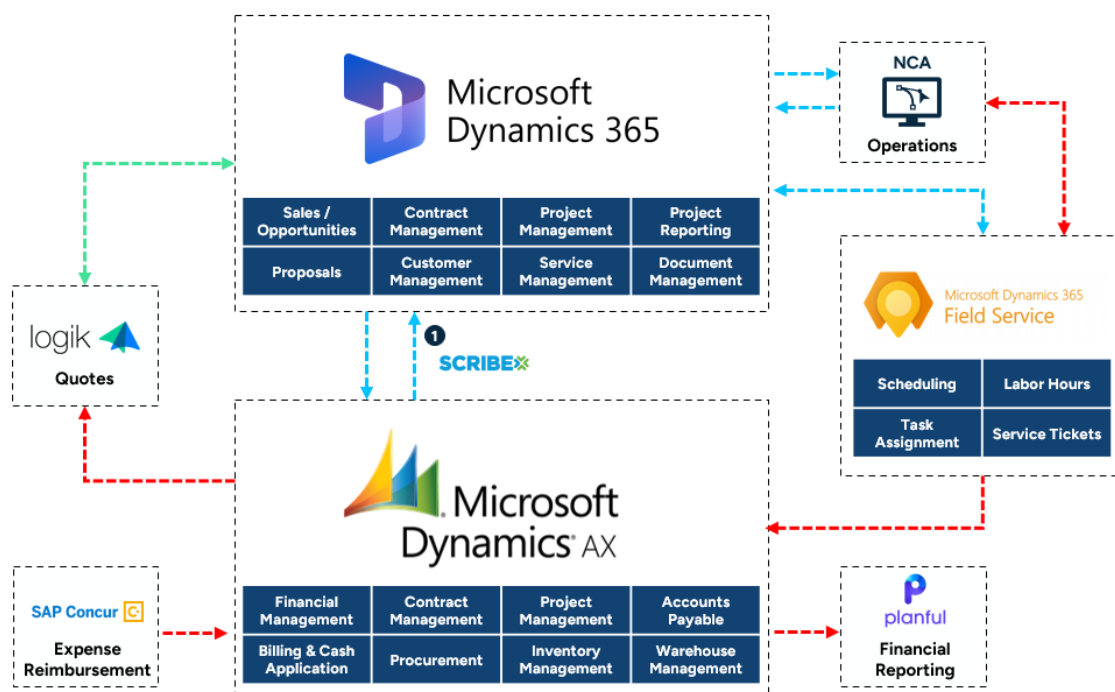 Microsoft
Dynamics 365
Sales /
Opportunities
Contract
Management
Project
Management
Project
Reporting
Proposals
Customer
Management
Service
Management
Document
Management
NCA
Operations
logik
Quotes
1
SCRIBE
Microsoft Dynamics 365
Field Service
Scheduling
Labor Hours
Task
Assignment
Service Tickets
Microsoft
Dynamics AX
Financial
Management
Contract
Management
Project
Management
Accounts
Payable
Billing & Cash
Application
Procurement
Inventory
Management
Warehouse
Management
SAP Concur C
Expense
Reimbursement
planful
Financial
Reporting